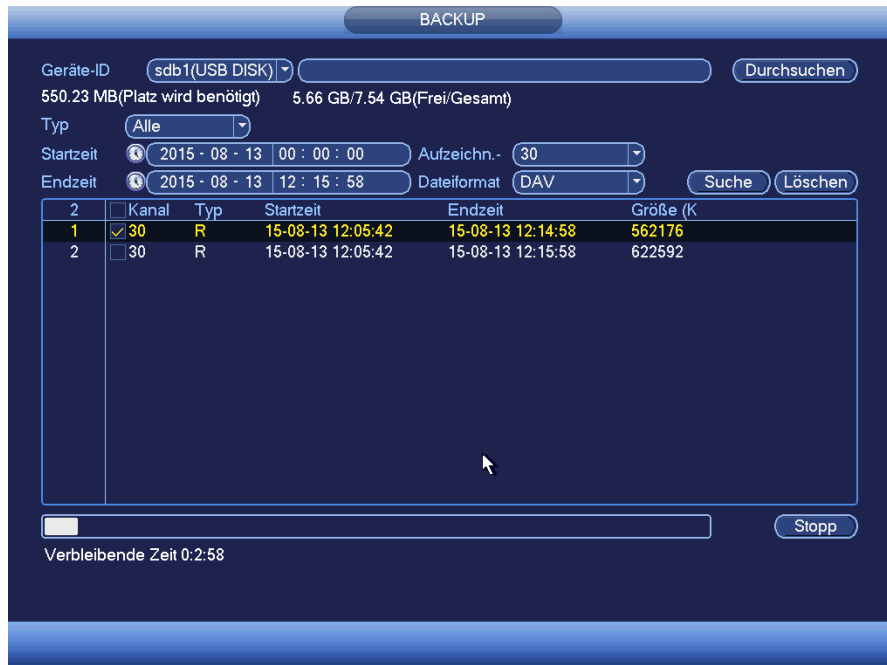 BACKUP
Geräte-ID sdb1(USB DISK) Durchsuchen
550.23 MB(Platz wird benötigt) 5.66 GB/7.54 GB(Frei/Gesamt)
Typ Alle
Startzeit 2015 - 08 - 13 00 : 00 : 00 Aufzeichn.- 30
Endzeit 2015 - 08 - 13 12 : 15 : 58 Dateiformat DAV Suche Löschen
2 Kanal Typ Startzeit Endzeit Größe (K
1 30 R 15-08-13 12:05:42 15-08-13 12:14:58 562176
2 30 R 15-08-13 12:05:42 15-08-13 12:15:58 622592
Stopp
Verbleibende Zeit 0:2:58